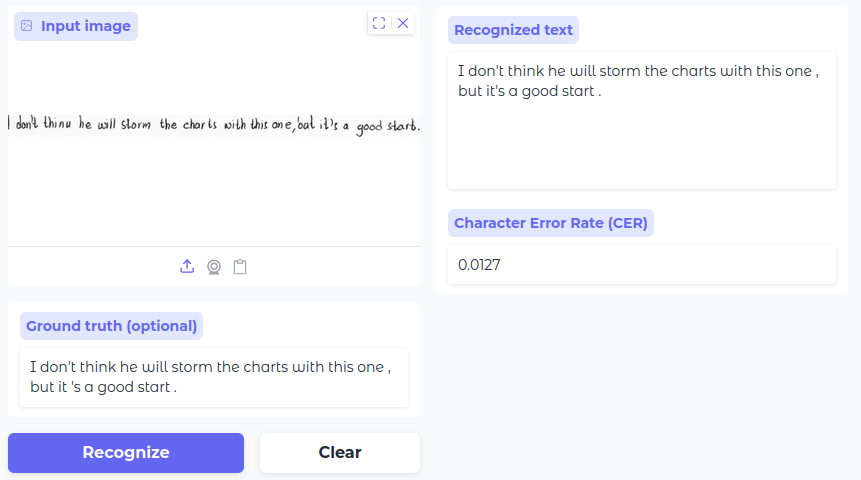 Input image
I don't thinu he will storm the charts with this one, but it's a good start.
Ground truth (optional)
I don't think he will storm the charts with this one ,
but it 's a good start .
Recognize
Clear
Recognized text
I don't think he will storm the charts with this one ,
but it's a good start .
Character Error Rate (CER)
0.0127